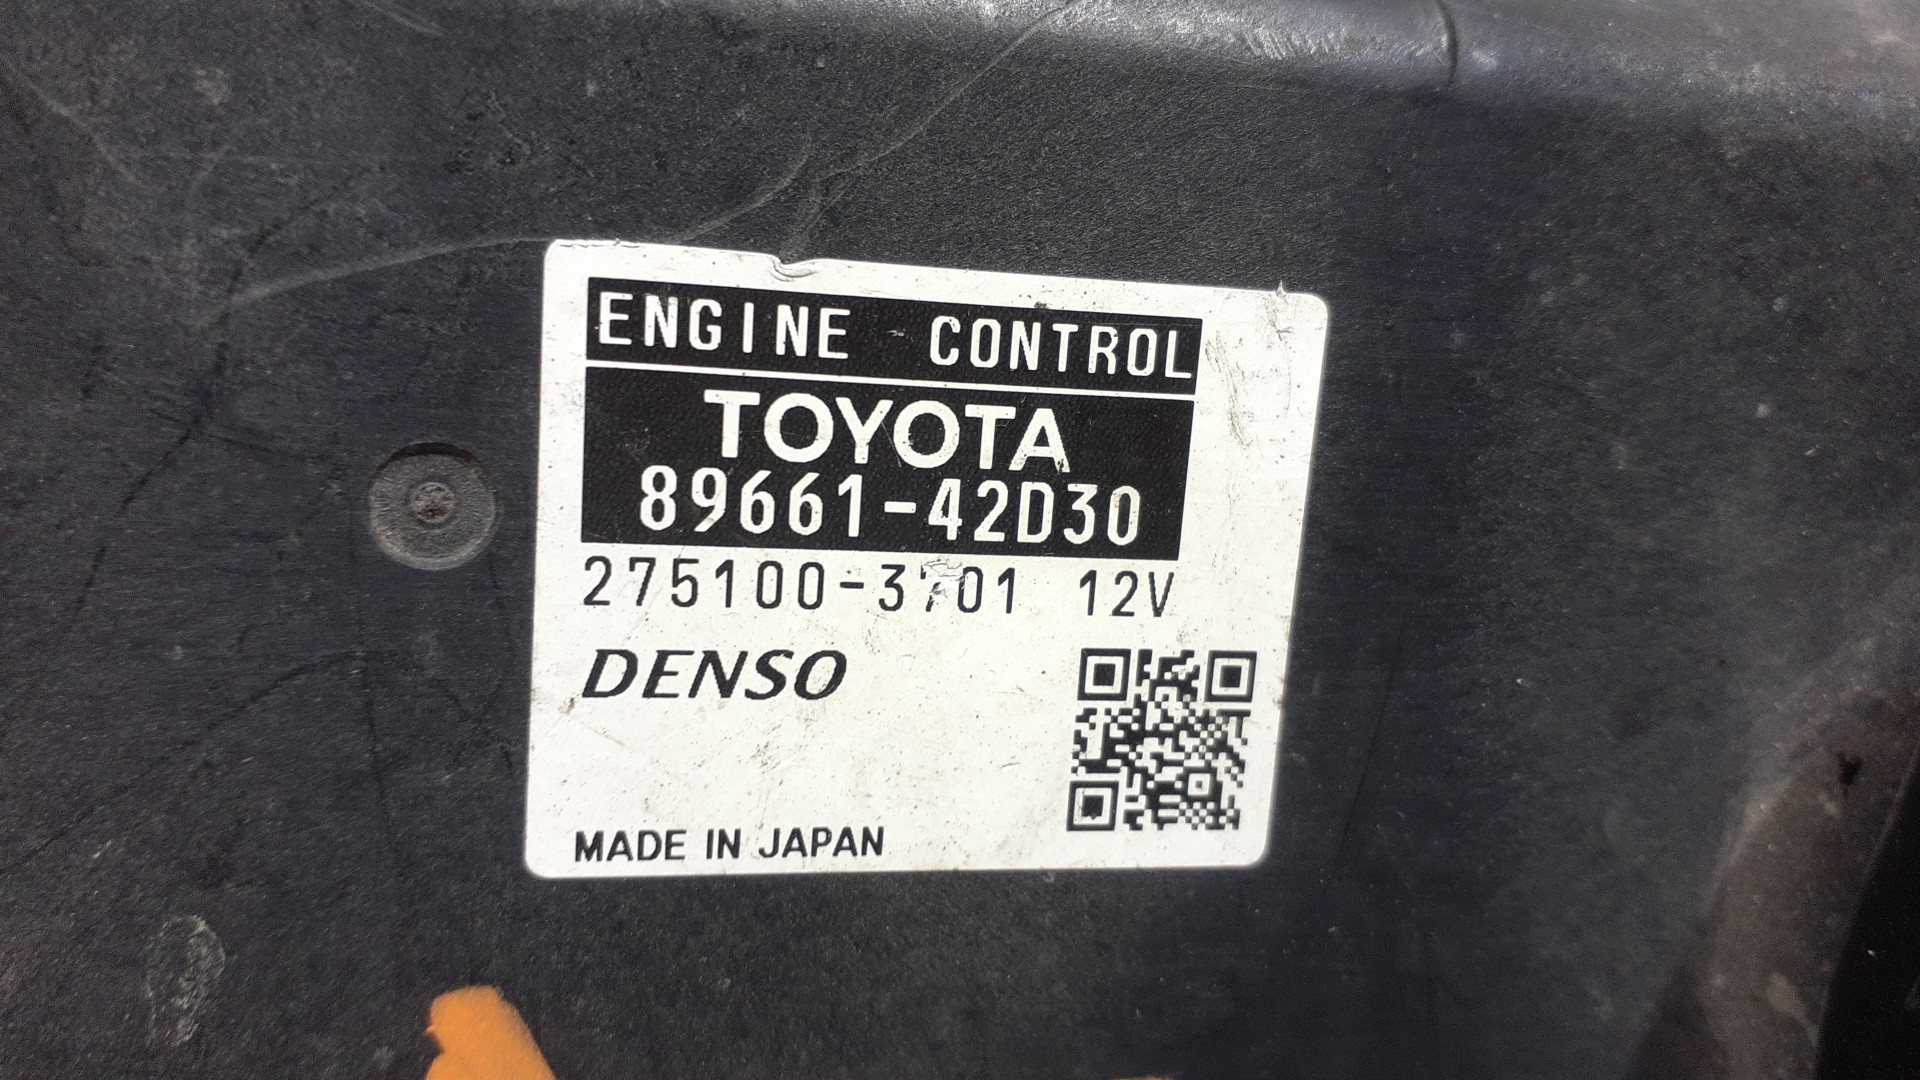 ENGINE CONTROL
TOYOTA
89661-42D30
275100-3701 12V
DENSO
MADE IN JAPAN